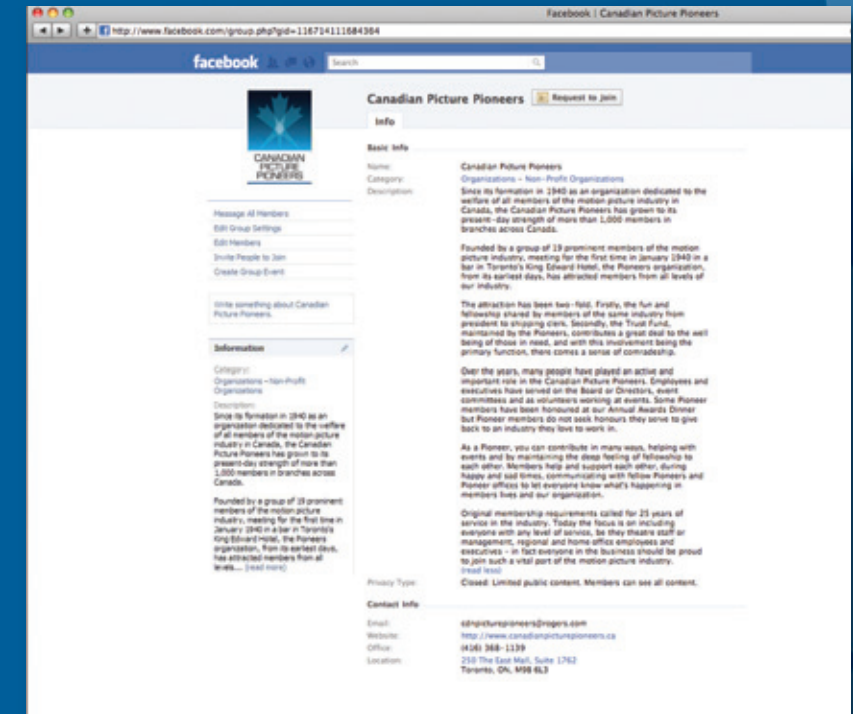 Facebook | Canadian Picture Pioneers
http://www.facebook.com/group.php?gid=116714111684364
facebook
Search
CANADIAN
PICTURE
PIONEERS
Message All Members
Edit Group Settings
Edit Members
Invite People to Join
Create Group Event
Write something about Canadian
Picture Pioneers.
Information
Category:
Organizations - Non-Profit
Organizations
Description:
Since its formation in 1940 as an
organization dedicated to the welfare
of all members of the motion picture
industry in Canada, the Canadian
Picture Pioneers has grown to its
present-day strength of more than
1,000 members in branches across
Canada.
Founded by a group of 19 prominent
members of the motion picture
industry, meeting for the first time in
January 1940 in a bar in Toronto's
King Edward Hotel, the Pioneers
organization, from its earliest days,
has attracted members from all
levels... (read more)
Canadian Picture Pioneers
Request to Join
Info
Basic Info
Name: Canadian Picture Pioneers
Category: Organizations - Non-Profit Organizations
Description: Since its formation in 1940 as an organization dedicated to the
welfare of all members of the motion picture industry in
Canada, the Canadian Picture Pioneers has grown to its
present-day strength of more than 1,000 members in
branches across Canada.
Founded by a group of 19 prominent members of the motion
picture industry, meeting for the first time in January 1940 in a
bar in Toronto's King Edward Hotel, the Pioneers organization,
from its earliest days, has attracted members from all levels of
our industry.
The attraction has been two-fold. Firstly, the fun and
fellowship shared by members of the same industry from
president to shipping clerk. Secondly, the Trust Fund,
maintained by the Pioneers, contributes a great deal to the well
being of those in need, and with this involvement being the
primary function, there comes a sense of comradeship.
Over the years, many people have played an active and
important role in the Canadian Picture Pioneers. Employees and
executives have served on the Board or Directors, event
committees and as volunteers working at events. Some Pioneer
members have been honoured at our Annual Awards Dinner
but Pioneer members do not seek honours they serve to give
back to an industry they love to work in.
As a Pioneer, you can contribute in many ways, helping with
events and by maintaining the deep feeling of fellowship to
each other. Members help and support each other, during
happy and sad times, communicating with fellow Pioneers and
Pioneer offices to let everyone know what's happening in
members lives and our organization.
Original membership requirements called for 25 years of
service in the industry. Today the focus is on including
everyone with any level of service, be they theatre staff or
management, regional and home office employees and
executives - in fact everyone in the business should be proud
to join such a vital part of the motion picture industry.
(read less)
Privacy Type: Closed: Limited public content. Members can see all content.
Contact Info
Email: cdnpicturepioneers@rogers.com
Website: http://www.canadianpicturepioneers.ca
Office: (416) 368-1139
Location: 250 The East Mall, Suite 1762
Toronto, ON, M9B 6L3